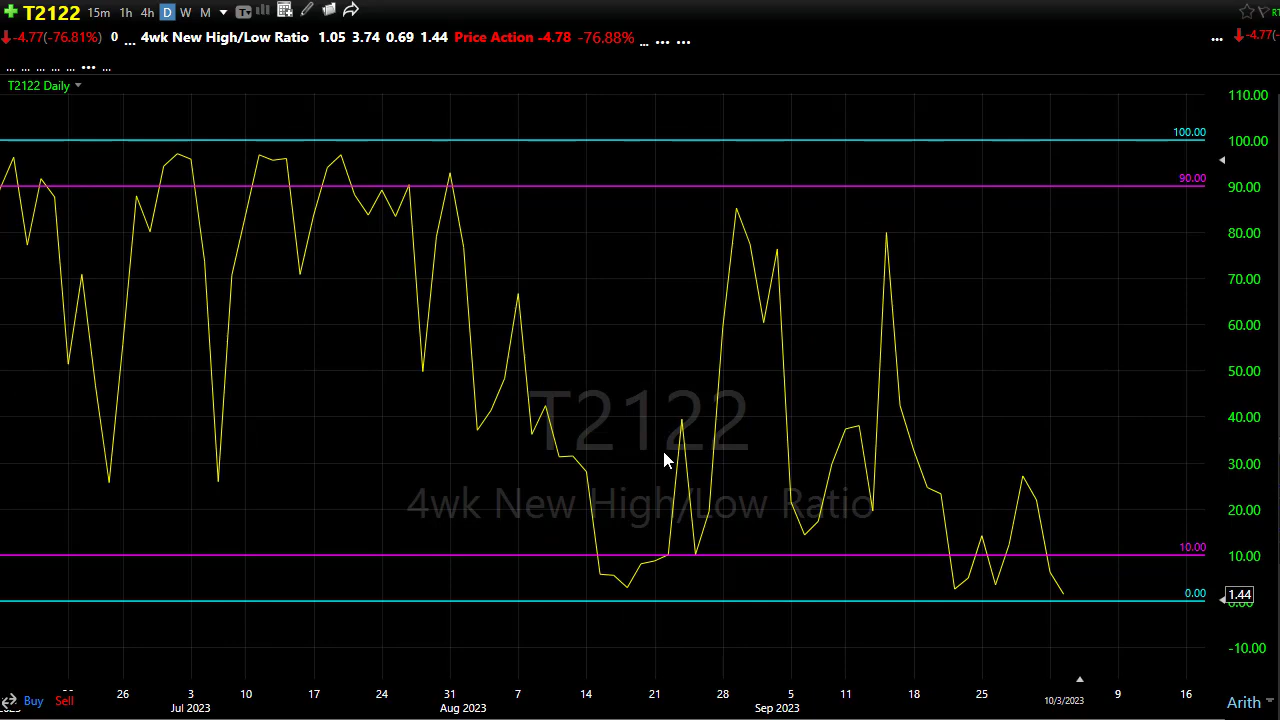 T2122 15m 1h 4h D W M T RT
-4.77(-76.81%) 0 ... 4wk New High/Low Ratio 1.05 3.74 0.69 1.44 Price Action -4.78 -76.88% ... ... ... ... -4.77(-
... ... ... ... ... ... ...
T2122 Daily
110.00
100.00 100.00
90.00 90.00
80.00
70.00
60.00
50.00
T2122 40.00
30.00
4wk New High/Low Ratio 20.00
10.00 10.00
0.00 1.44
-10.00
26 3 10 17 24 31 7 14 21 28 5 11 18 25 10/3/2023 9 16
Buy Sell Jul 2023 Aug 2023 Sep 2023 Arith